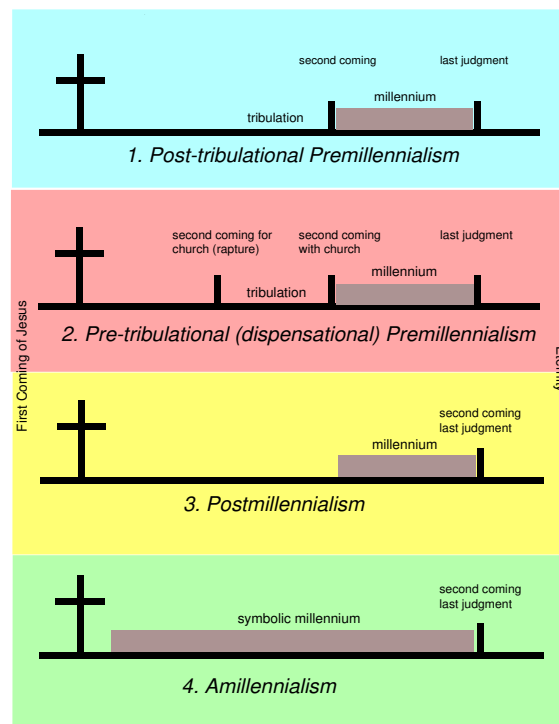 second coming
last judgment
millennium
tribulation
1. Post-tribulational Premillennialism
second coming for
church (rapture)
second coming
with church
last judgment
millennium
tribulation
2. Pre-tribulational (dispensational) Premillennialism
First Coming of Jesus
second coming
last judgment
millennium
3. Postmillennialism
second coming
last judgment
symbolic millennium
4. Amillennialism